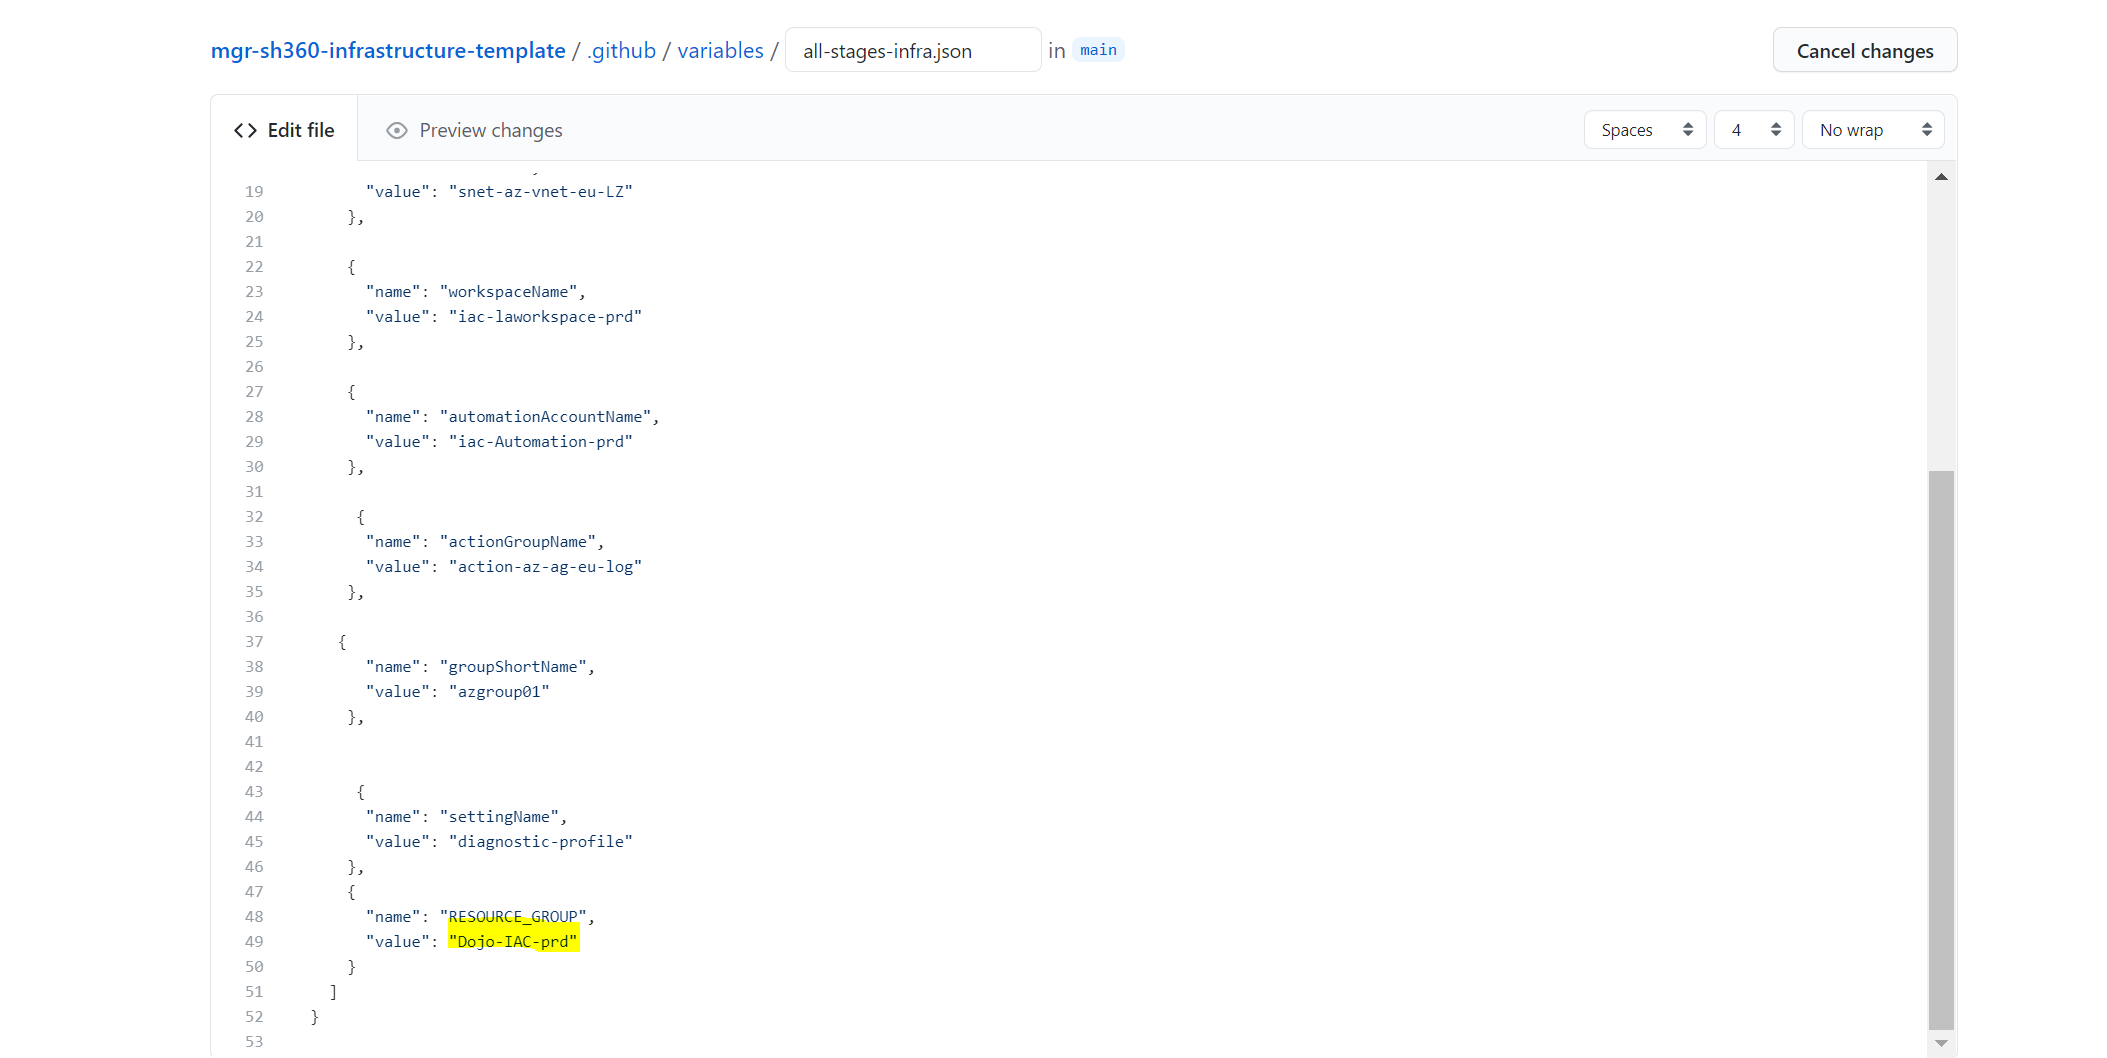 mgr-sh360-infrastructure-template / .github / variables / all-stages-infra.json in main
Cancel changes
<> Edit file
Preview changes
Spaces
4
No wrap
19 "value": "snet-az-vnet-eu-LZ"
20 },
21
22 {
23 "name": "workspaceName",
24 "value": "iac-laworkspace-prd"
25 },
26
27 {
28 "name": "automationAccountName",
29 "value": "iac-Automation-prd"
30 },
31
32 {
33 "name": "actionGroupName",
34 "value": "action-az-ag-eu-log"
35 },
36
37 {
38 "name": "groupShortName",
39 "value": "azgroup01"
40 },
41
42
43 {
44 "name": "settingName",
45 "value": "diagnostic-profile"
46 },
47 {
48 "name": "RESOURCE_GROUP",
49 "value": "Dojo-IAC-prd"
50 }
51 ]
52 }
53